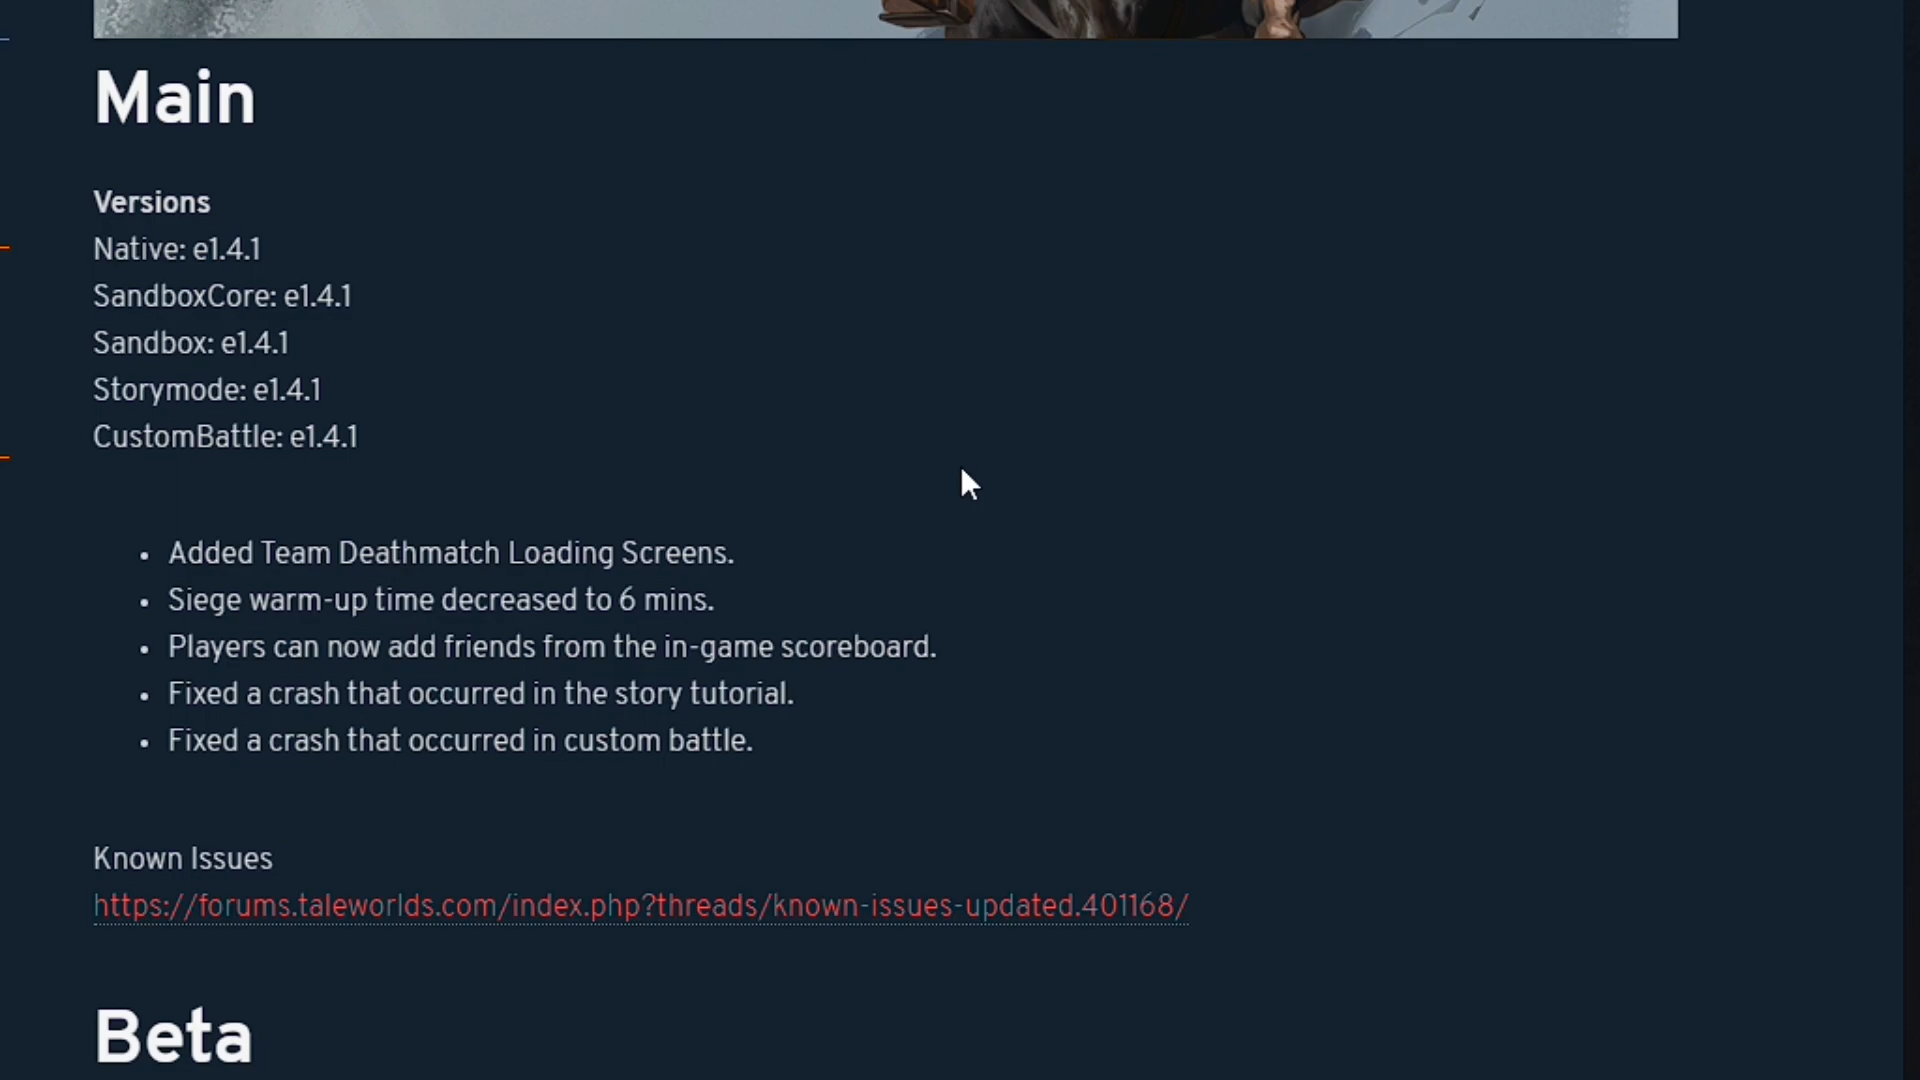 Main
Versions
Native: e1.4.1
SandboxCore: e1.4.1
Sandbox: e1.4.1
Storymode: e1.4.1
CustomBattle: e1.4.1
• Added Team Deathmatch Loading Screens.
• Siege warm-up time decreased to 6 mins.
• Players can now add friends from the in-game scoreboard.
• Fixed a crash that occurred in the story tutorial.
• Fixed a crash that occurred in custom battle.
Known Issues
https://forums.taleworlds.com/index.php?threads/known-issues-updated.401168/
Beta